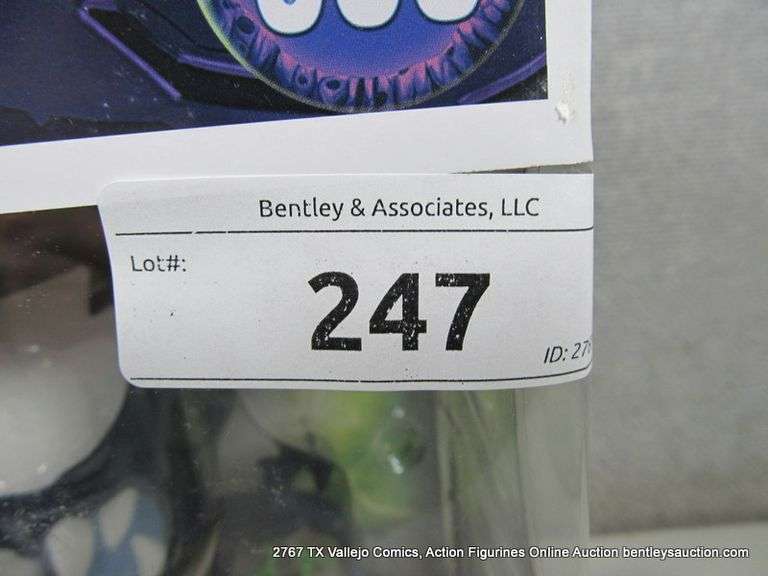 Bentley & Associates, LLC
Lot#:
247
ID: 27
2767 TX Vallejo Comics, Action Figurines Online Auction bentleysauction.com